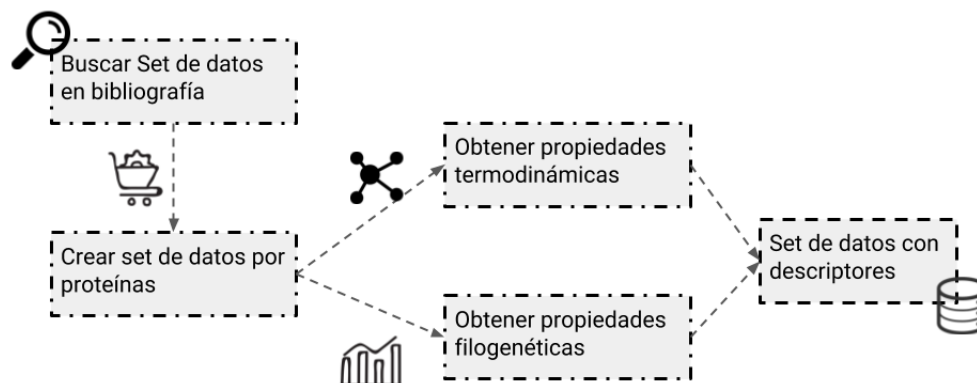 Buscar Set de datos
en bibliografía
Crear set de datos por
proteínas
Obtener propiedades
termodinámicas
Obtener propiedades
filogenéticas
Set de datos con
descriptores